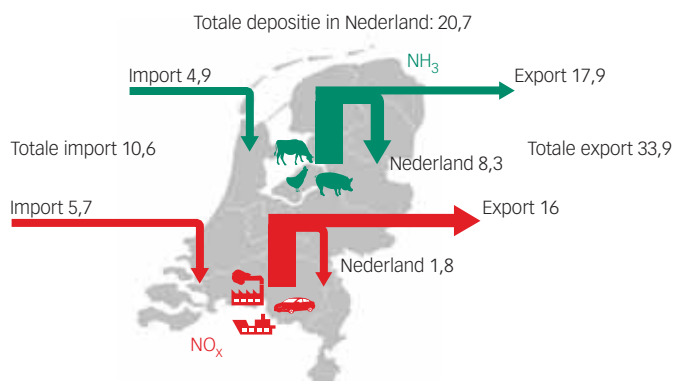 Totale depositie in Nederland: 20,7
NH3
Import 4,9
Export 17,9
Totale import 10,6
Nederland 8,3
Totale export 33,9
Import 5,7
Export 16
Nederland 1,8
NOx